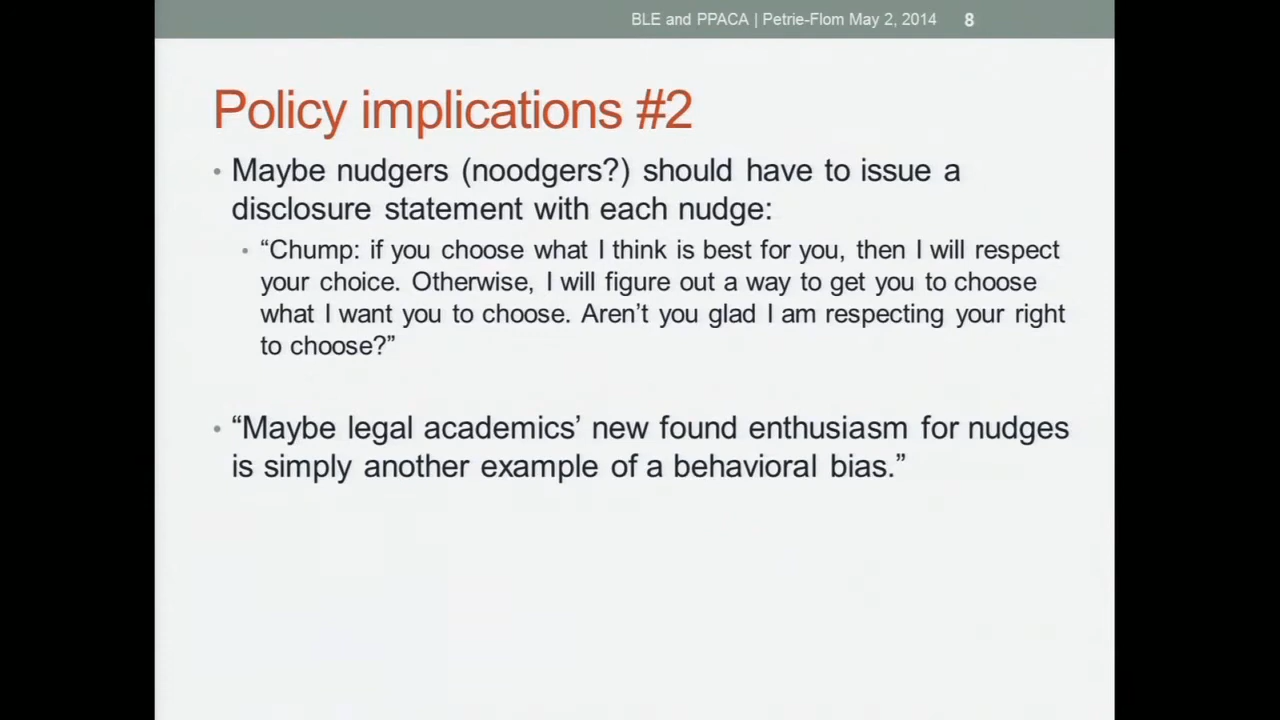 BLE and PPACA | Petrie-Flom May 2, 2014 8
Policy implications #2
• Maybe nudgers (noodgers?) should have to issue a
disclosure statement with each nudge:
• “Chump: if you choose what I think is best for you, then I will respect
your choice. Otherwise, I will figure out a way to get you to choose
what I want you to choose. Aren’t you glad I am respecting your right
to choose?”
• “Maybe legal academics’ new found enthusiasm for nudges
is simply another example of a behavioral bias.”